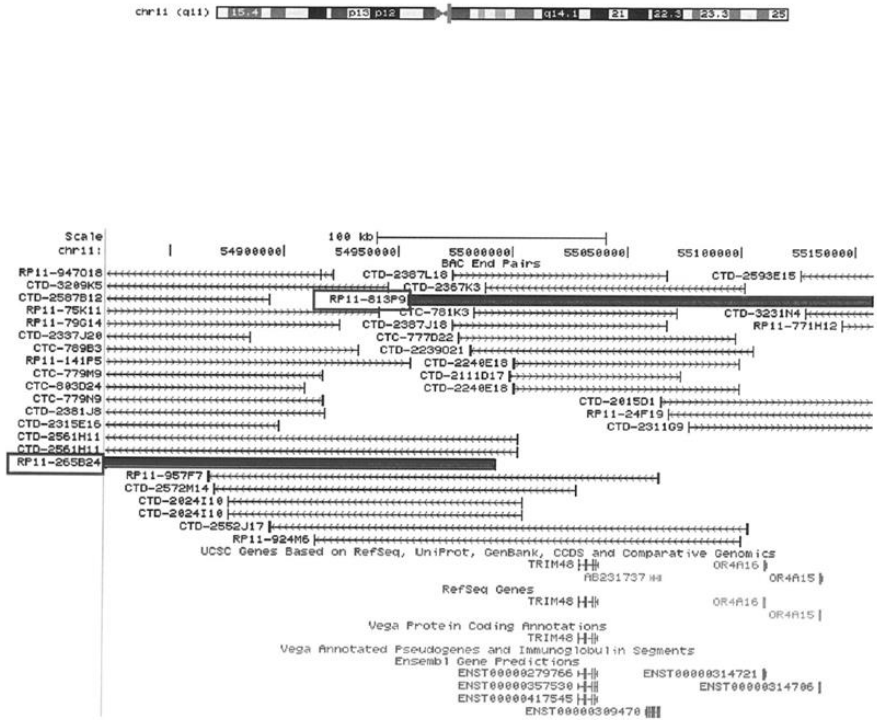 chr11 (q11) 15.4 p13 p12 q14.1 21 22.3 23.3 25
Scale 100 kb
chr11: 54900000 54950000 55000000 55050000 55100000 55150000
BAC End Pairs
RP11-947O18 CTD-2387L18 CTD-2593E15
CTD-3209K5 CTD-2367K3
CTD-2587B12 RP11-813P9
RP11-75K11 CTC-781K3 CTD-3231N4
RP11-79G14 CTD-2387J18 RP11-771H12
CTD-2337J20 CTC-777D22
CTC-789B3 CTD-2239O21
RP11-141P5 CTD-2240E18
CTC-779M9 CTD-2111D17
CTC-803D24 CTD-2240E18
CTC-779N9 CTD-2015D1
CTD-2381J8 RP11-24F19
CTD-2315E16 CTD-2311G9
CTD-2561H11
CTD-2561H11
RP11-265B24
RP11-957F7
CTD-2572M14
CTD-2024I10
CTD-2024I10
CTD-2552J17
RP11-924M6
UCSC Genes Based on RefSeq, UniProt, GenBank, CCDS and Comparative Genomics
TRIM48 OR4A16
AB231737 OR4A15
RefSeq Genes
TRIM48 OR4A16
OR4A15
Vega Protein Coding Annotations
TRIM48
Vega Annotated Pseudogenes and Immunoglobulin Segments
Ensembl Gene Predictions
ENST00000279766 ENST00000314721
ENST00000357530 ENST00000314706
ENST00000417545
ENST00000309470